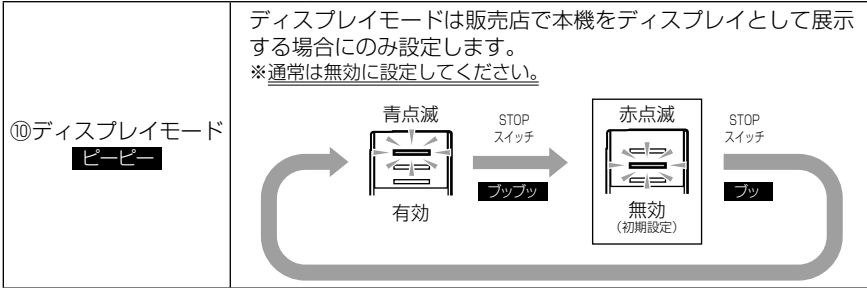 ディスプレイモードは販売店で本機をディスプレイとして展示
する場合にのみ設定します。
※通常は無効に設定してください。
⑩ディスプレイモード
ピーピー
青点滅
有効
STOP
スイッチ
ブップッ
赤点滅
無効
(初期設定)
STOP
スイッチ
ブッ